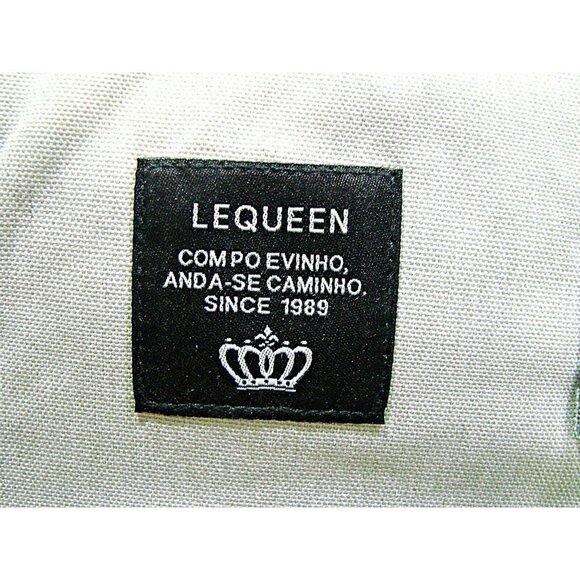 LEQUEEN
COM PO EVINHO,
ANDA-SE CAMINHO.
SINCE 1989